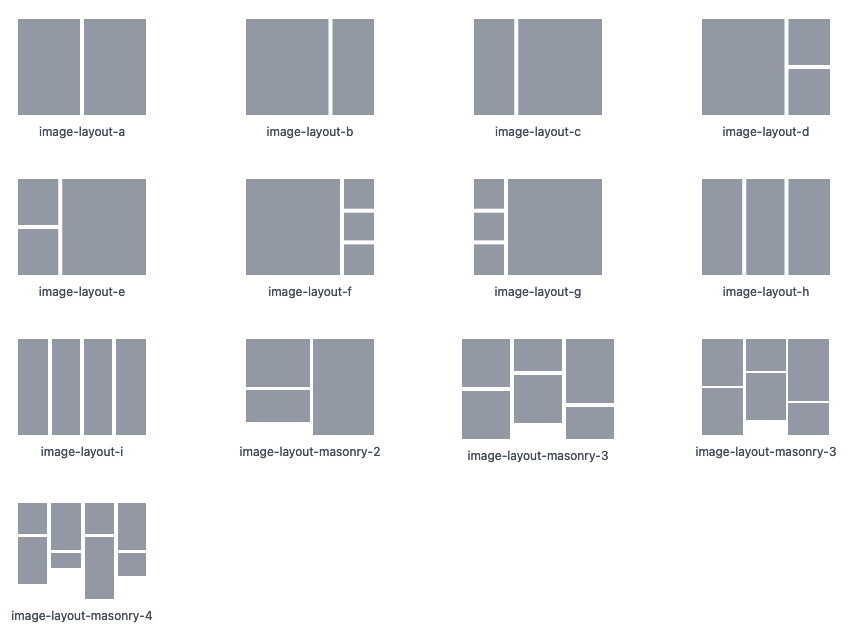 image-layout-a
image-layout-b
image-layout-c
image-layout-d
image-layout-e
image-layout-f
image-layout-g
image-layout-h
image-layout-i
image-layout-masonry-2
image-layout-masonry-3
image-layout-masonry-3
image-layout-masonry-4